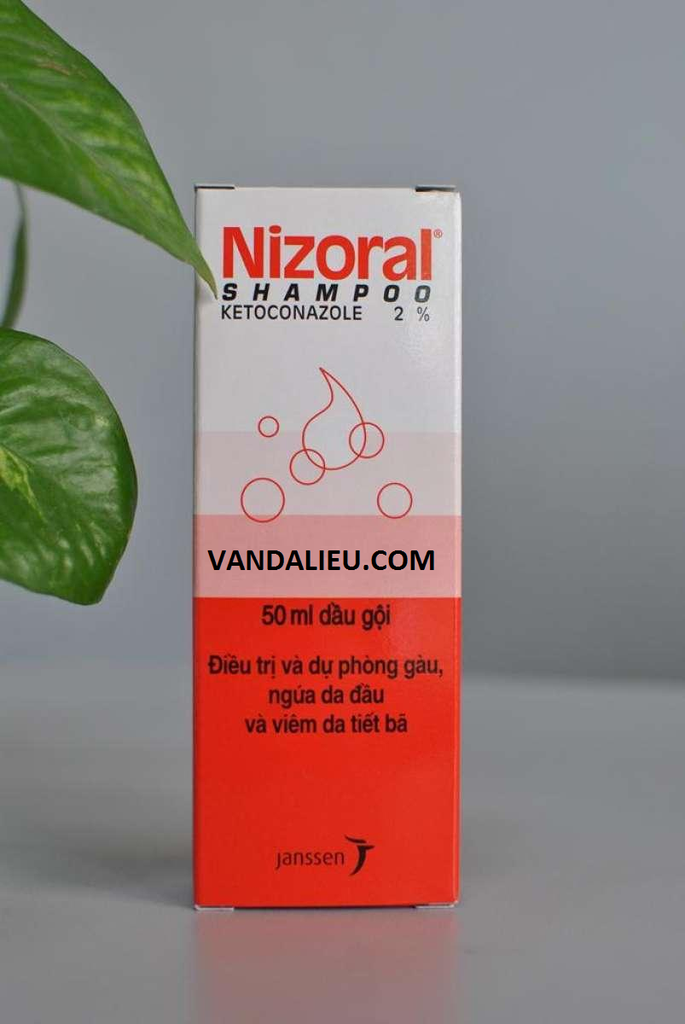 Nizoral®
SHAMPOO
KETOCONAZOLE 2 %
VANDALIEU.COM
50 ml dầu gội
Điều trị và dự phòng gàu,
ngứa da đầu
và viêm da tiết bã
janssen